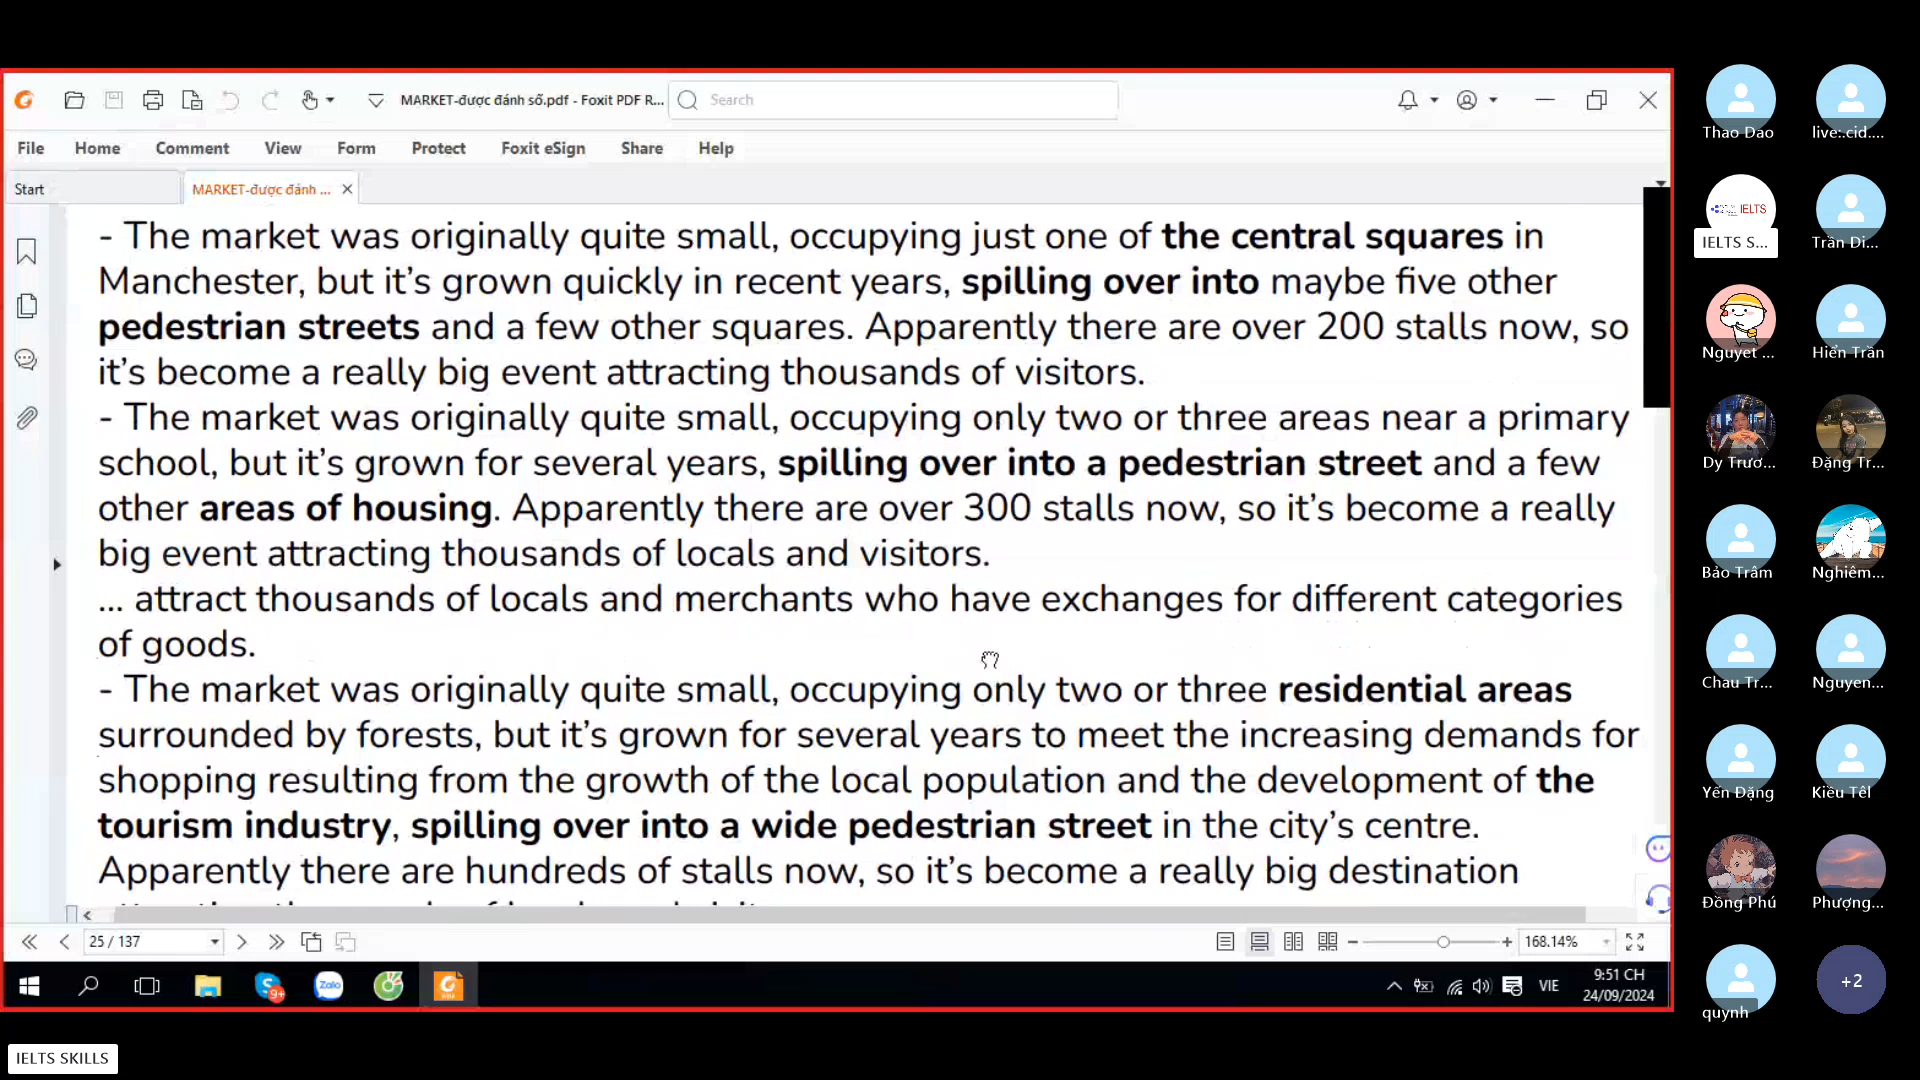 MARKET-được đánh số.pdf - Foxit PDF R...
Search
File Home Comment View Form Protect Foxit eSign Share Help
Start
MARKET-được đánh ...
- The market was originally quite small, occupying just one of the central squares in
Manchester, but it’s grown quickly in recent years, spilling over into maybe five other
pedestrian streets and a few other squares. Apparently there are over 200 stalls now, so
it’s become a really big event attracting thousands of visitors.
- The market was originally quite small, occupying only two or three areas near a primary
school, but it’s grown for several years, spilling over into a pedestrian street and a few
other areas of housing. Apparently there are over 300 stalls now, so it’s become a really
big event attracting thousands of locals and visitors.
... attract thousands of locals and merchants who have exchanges for different categories
of goods.
- The market was originally quite small, occupying only two or three residential areas
surrounded by forests, but it’s grown for several years to meet the increasing demands for
shopping resulting from the growth of the local population and the development of the
tourism industry, spilling over into a wide pedestrian street in the city’s centre.
Apparently there are hundreds of stalls now, so it’s become a really big destination
25 / 137
168.14%
9+
Zalo
VIE
9:51 CH
24/09/2024
IELTS SKILLS
Thao Dao
live:.cid....
IELTS
IELTS S...
Trần Di...
Nguyet ...
Hiển Trần
Dy Trươ...
Đặng Tr...
Bảo Trâm
Nghiêm...
Chau Tr...
Nguyen...
Yến Đặng
Kiều Têl
Đồng Phú
Phượng...
quynh
+2